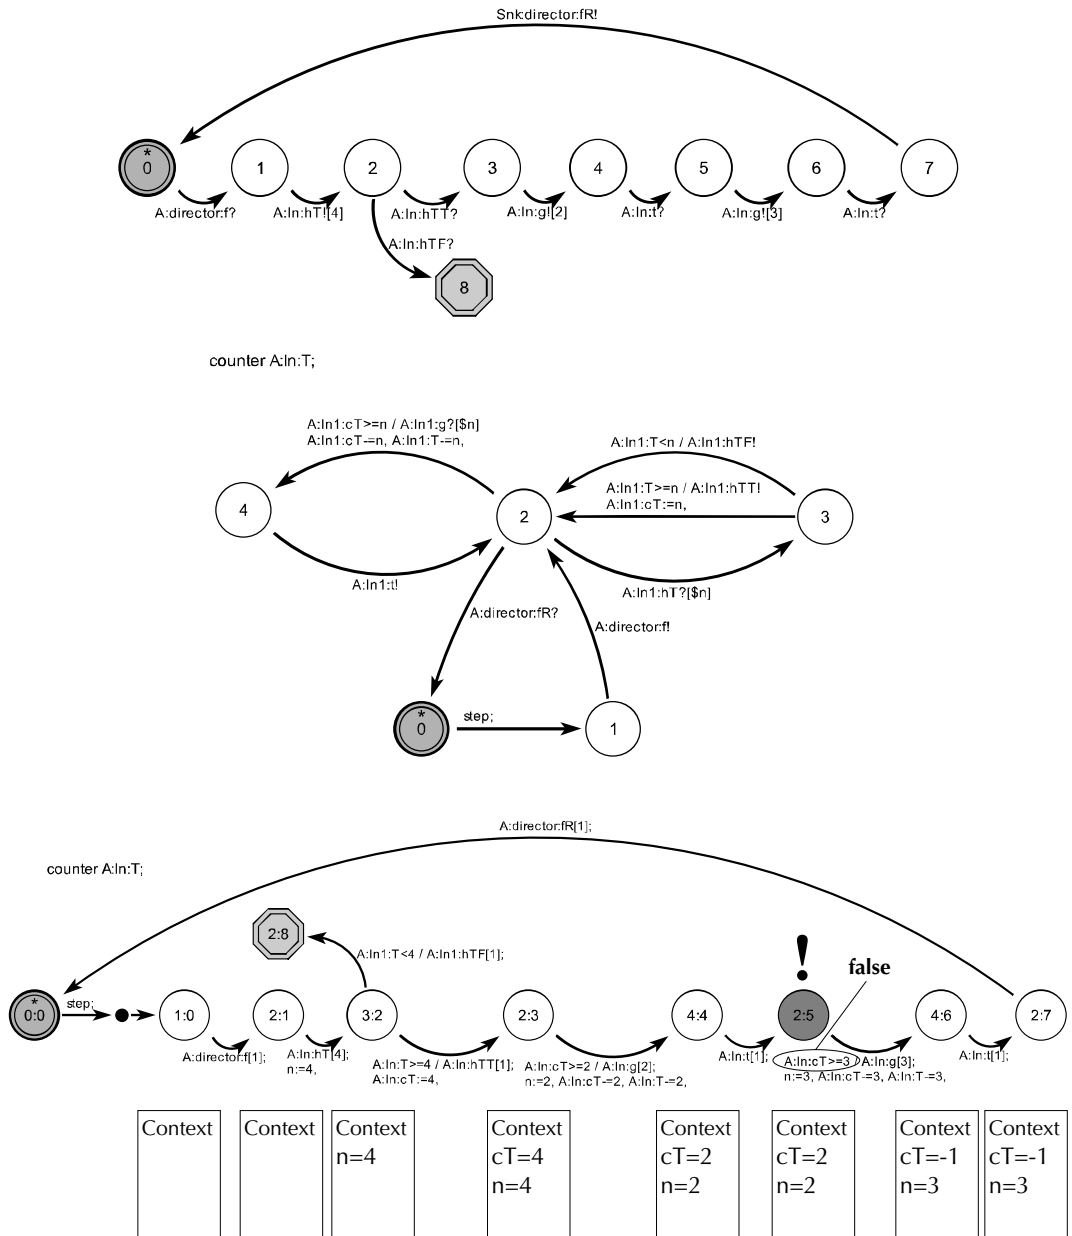 Snk:director:fR!
*
0
1
2
3
4
5
6
7
A:director:f?
A:In:hT![4]
A:In:hTT?
A:In:g![2]
A:In:t?
A:In:g![3]
A:In:t?
A:In:hTF?
8
counter A:In:T;
A:In1:cT>=n / A:In1:g?[$n]
A:In1:cT-=n, A:In1:T-=n,
A:In1:T<n / A:In1:hTF!
A:In1:T>=n / A:In1:hTT!
A:In1:cT:=n,
4
2
3
A:In1:t!
A:In1:hT?[$n]
A:director:fR?
A:director:f!
*
0
step;
1
A:director:fR[1];
counter A:In:T;
2:8
A:In1:T<4 / A:In1:hTF[1];
!
false
*
0:0
step;
1:0
2:1
3:2
2:3
4:4
2:5
4:6
2:7
A:director:f[1];
A:In:hT[4];
n:=4,
A:In:T>=4 / A:In:hTT[1];
A:In:cT:=4,
A:In:cT>=2 / A:In:g[2];
n:=2, A:In:cT-=2, A:In:T-=2,
A:In:t[1];
A:In:cT>=3 / A:In:g[3];
n:=3, A:In:cT-=3, A:In:T-=3,
A:In:t[1];
Context
Context
Context
n=4
Context
cT=4
n=4
Context
cT=2
n=2
Context
cT=2
n=2
Context
cT=-1
n=3
Context
cT=-1
n=3